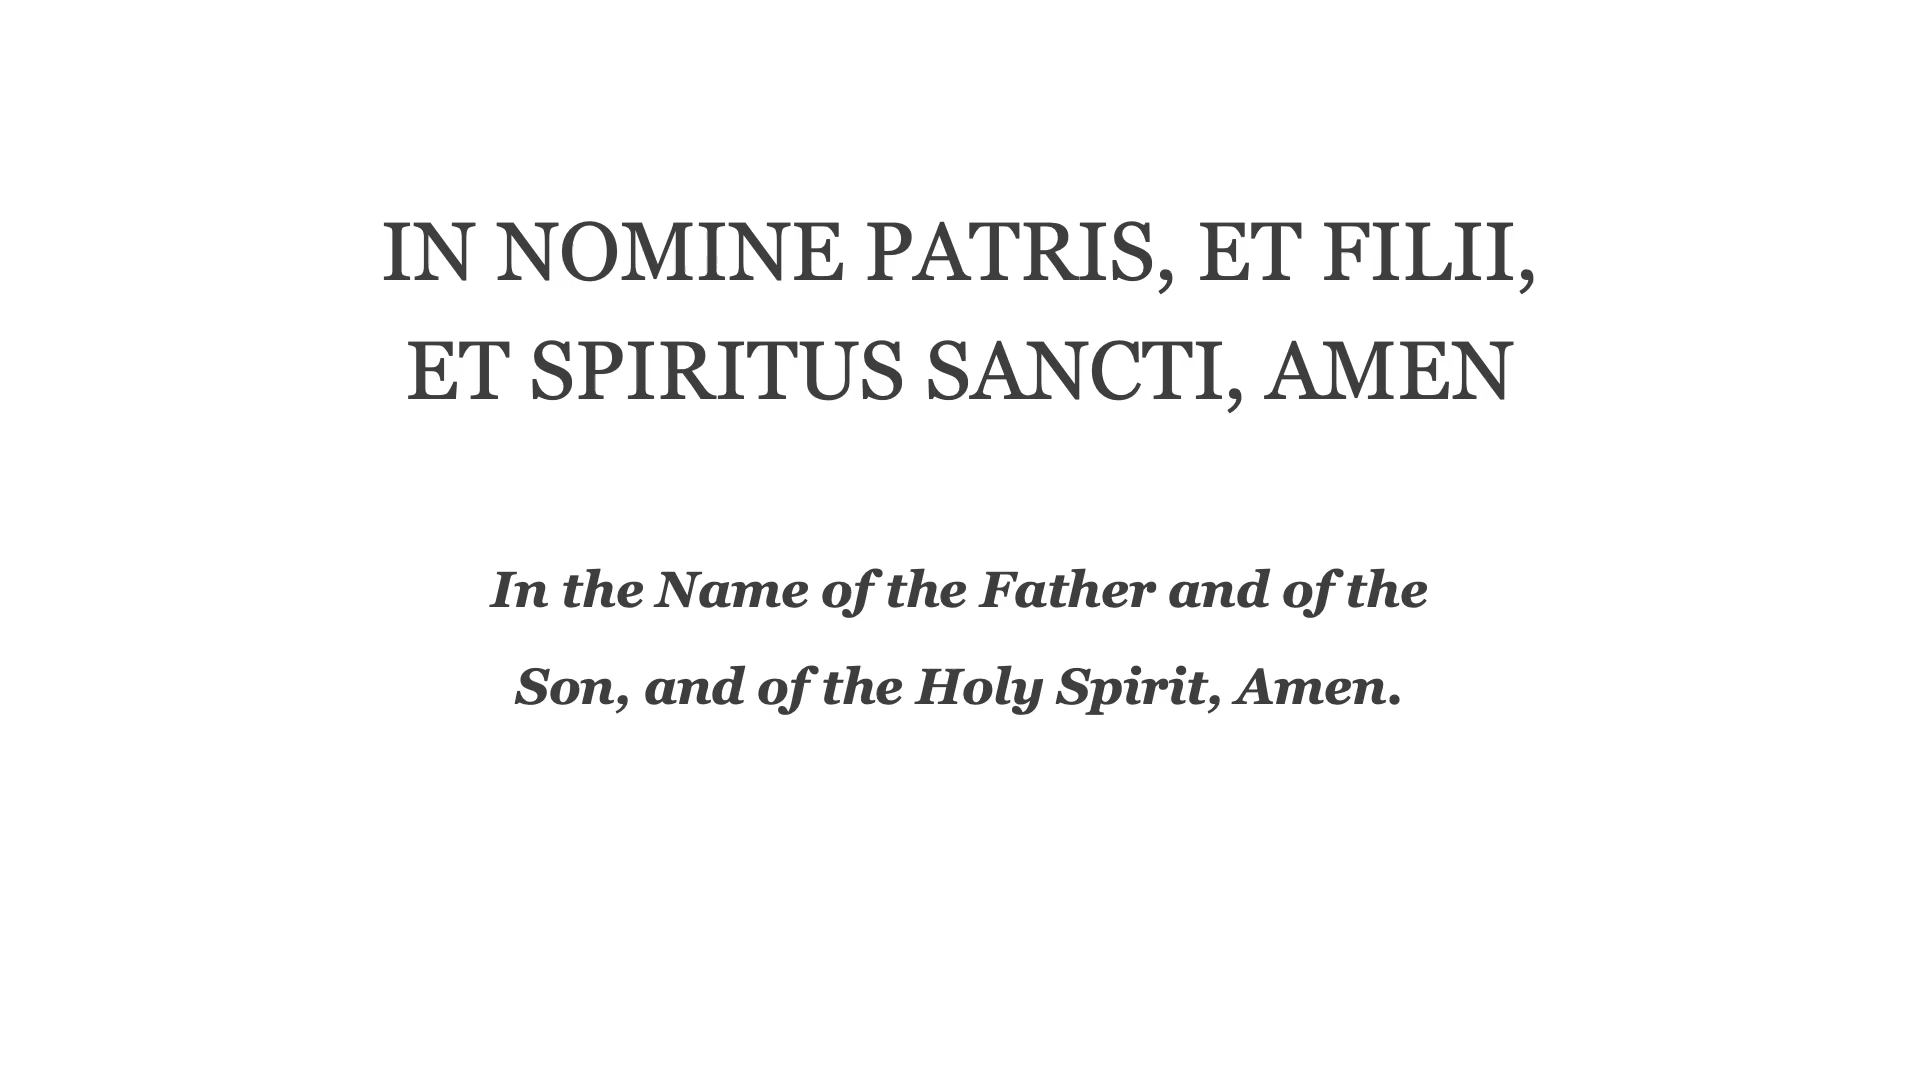 IN NOMINE PATRIS, ET FILII,
ET SPIRITUS SANCTI, AMEN
In the Name of the Father and of the
Son, and of the Holy Spirit, Amen.